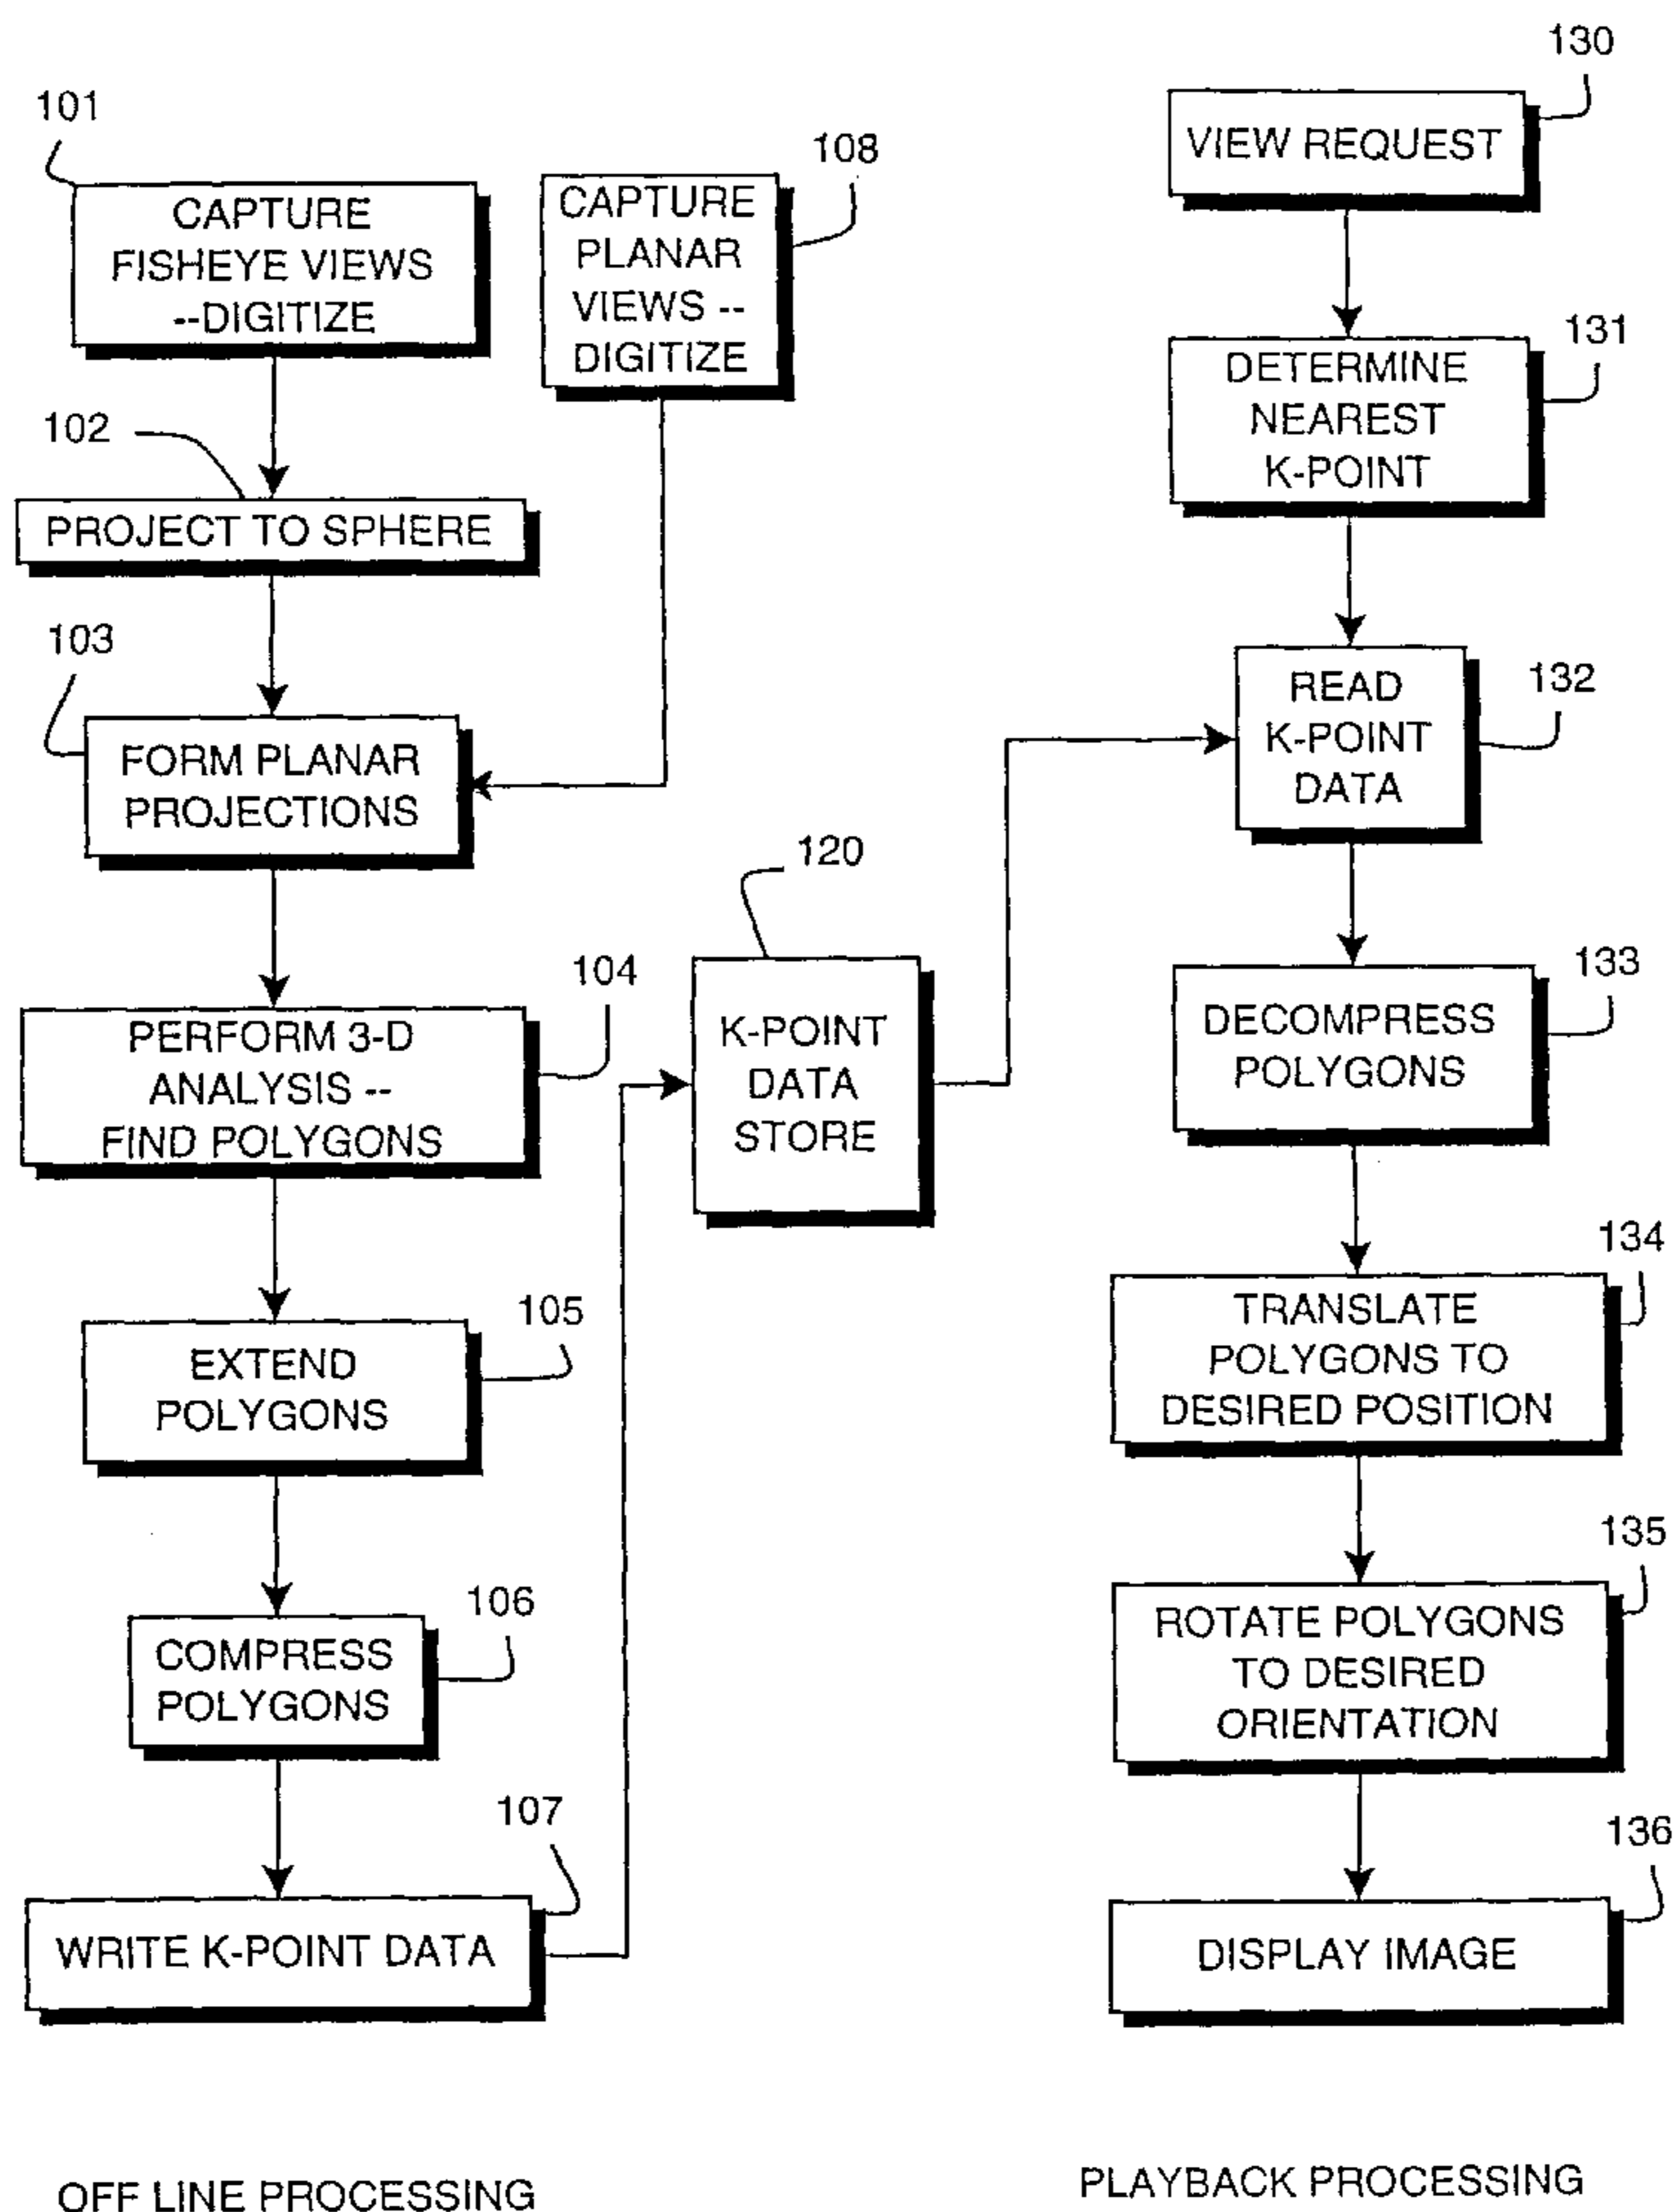 101
CAPTURE
FISHEYE VIEWS
--DIGITIZE
108
CAPTURE
PLANAR
VIEWS --
DIGITIZE
102
PROJECT TO SPHERE
103
FORM PLANAR
PROJECTIONS
104
PERFORM 3-D
ANALYSIS --
FIND POLYGONS
105
EXTEND
POLYGONS
106
COMPRESS
POLYGONS
107
WRITE K-POINT DATA
OFF LINE PROCESSING
120
K-POINT
DATA
STORE
130
VIEW REQUEST
131
DETERMINE
NEAREST
K-POINT
132
READ
K-POINT
DATA
133
DECOMPRESS
POLYGONS
134
TRANSLATE
POLYGONS TO
DESIRED POSITION
135
ROTATE POLYGONS
TO DESIRED
ORIENTATION
136
DISPLAY IMAGE
PLAYBACK PROCESSING